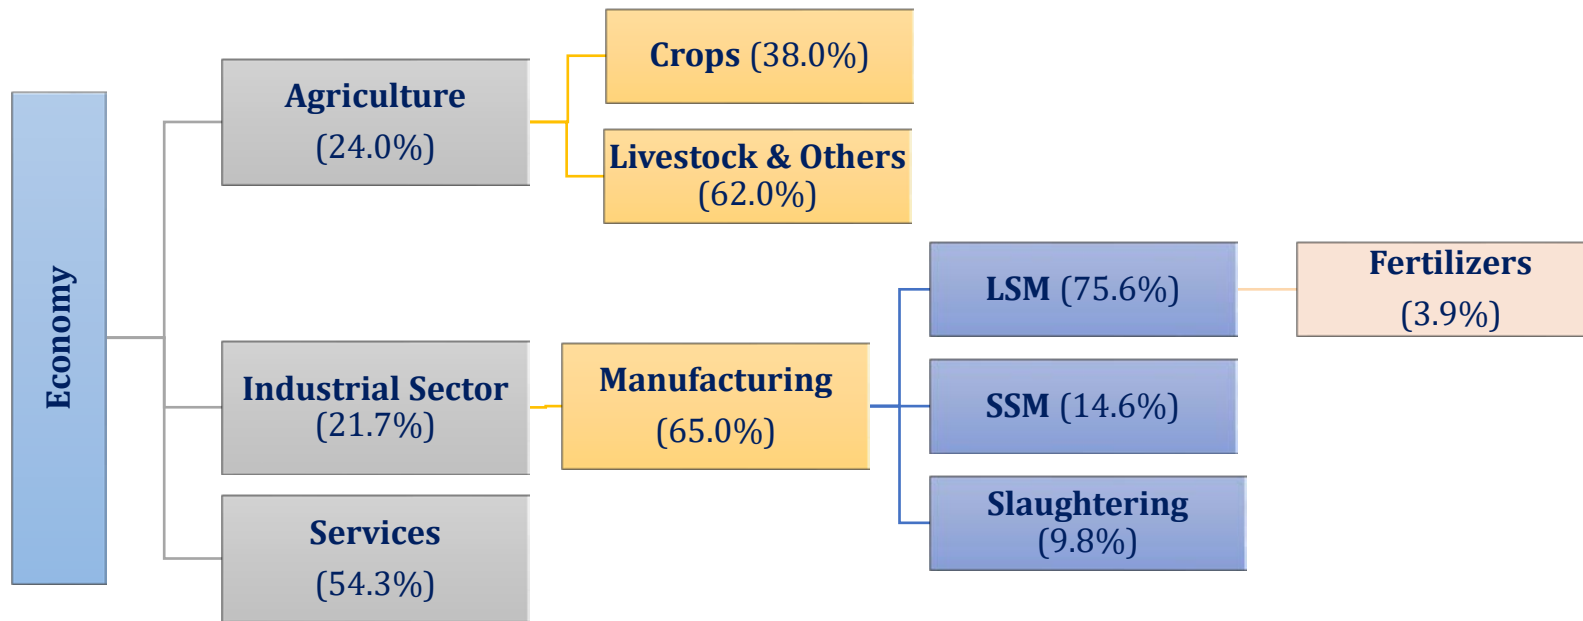 Economy
Agriculture
(24.0%)
Crops (38.0%)
Livestock & Others
(62.0%)
Industrial Sector
(21.7%)
Manufacturing
(65.0%)
LSM (75.6%)
Fertilizers
(3.9%)
SSM (14.6%)
Slaughtering
(9.8%)
Services
(54.3%)